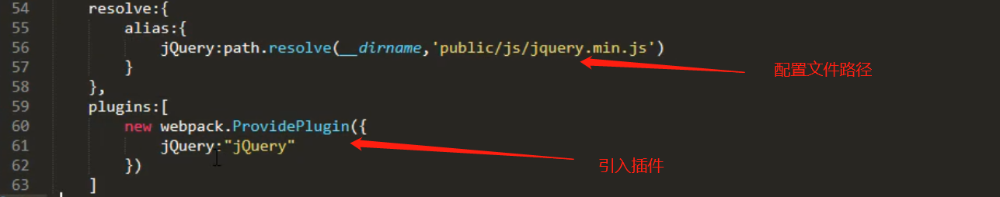 54 resolve:{
55 alias:{
56 jQuery:path.resolve(__dirname,'public/js/jquery.min.js')
57 }
58 },
59 plugins:[
60 new webpack.ProvidePlugin({
61 jQuery:"jQuery"
62 })
63 ]
配置文件路径
引入插件